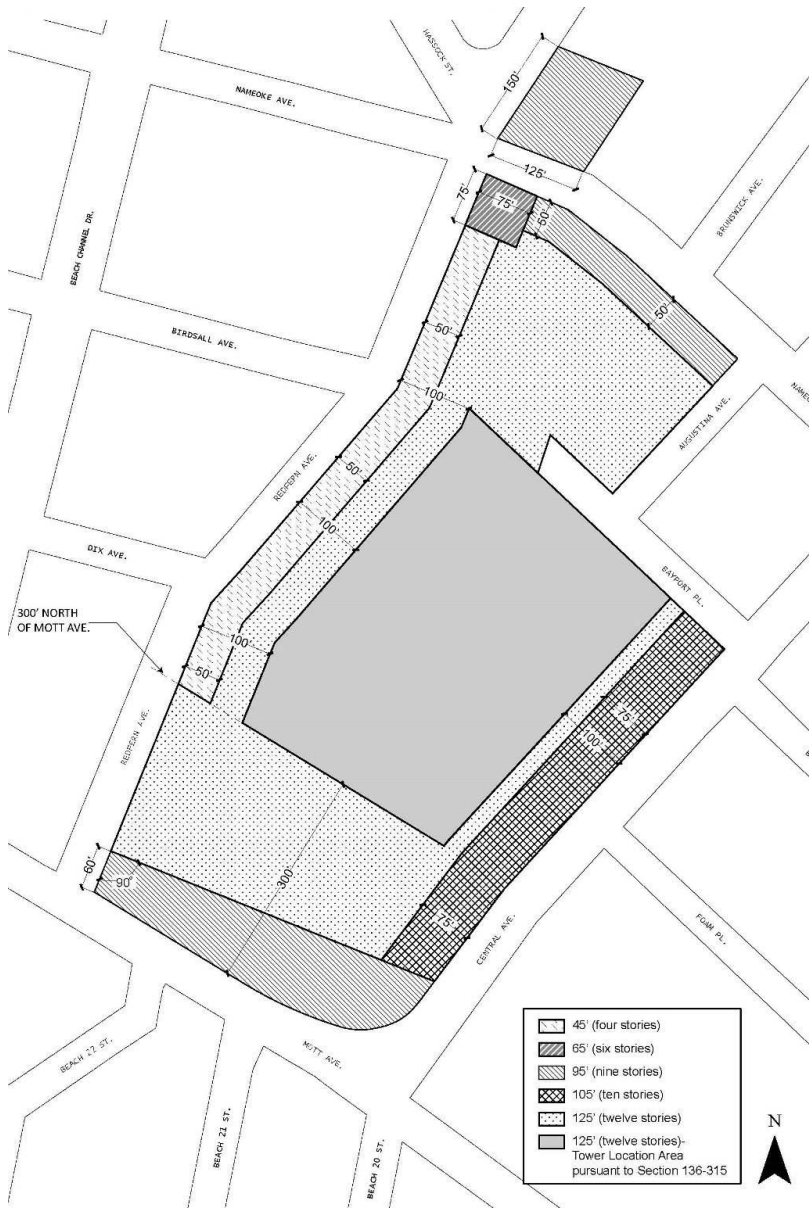 HASSOCK ST.
150'
NAMEOKE AVE.
125'
75'
75'
60'
BRUNSWICK AVE.
BEACH CHANNEL DR.
50'
50'
BIRDSALL AVE.
100'
AUGUSTINA AVE.
REDFERN AVE.
50'
100'
DIX AVE.
BAYPORT PL.
300' NORTH
OF MOTT AVE.
100'
50'
REDFERN AVE.
75'
100'
60'
90°
300'
75'
CENTRAL AVE.
FOAM PL.
BEACH 22 ST.
MOTT AVE.
BEACH 21 ST.
BEACH 20 ST.
45' (four stories)
65' (six stories)
95' (nine stories)
105' (ten stories)
125' (twelve stories)
125' (twelve stories)-
Tower Location Area
pursuant to Section 136-315
N